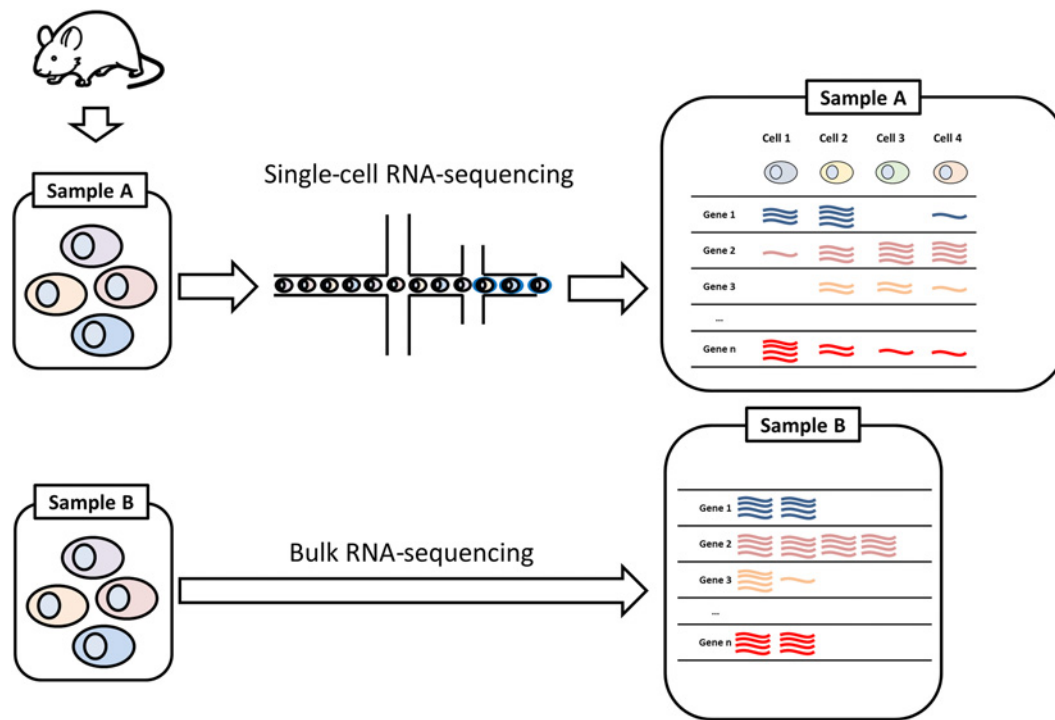 Sample A
Single-cell RNA-sequencing
Sample A
Cell 1 Cell 2 Cell 3 Cell 4
Gene 1
Gene 2
Gene 3
...
Gene n
Sample B
Bulk RNA-sequencing
Sample B
Gene 1
Gene 2
Gene 3
...
Gene n